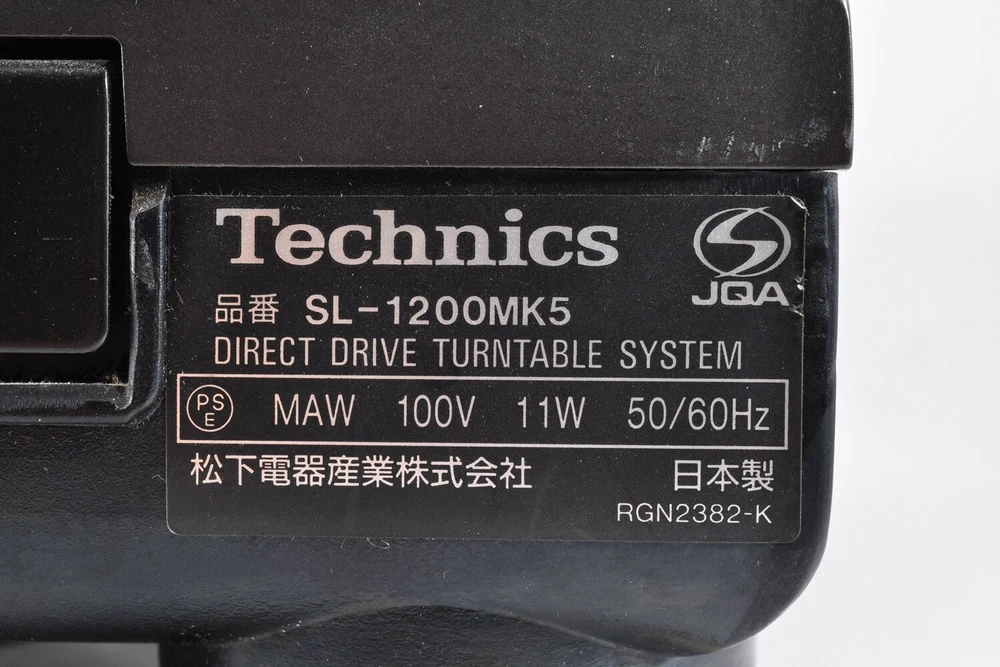 Technics
JQA
品番 SL-1200MK5
DIRECT DRIVE TURNTABLE SYSTEM
PS
E
MAW 100V 11W 50/60Hz
松下電器産業株式会社 日本製
RGN2382-K